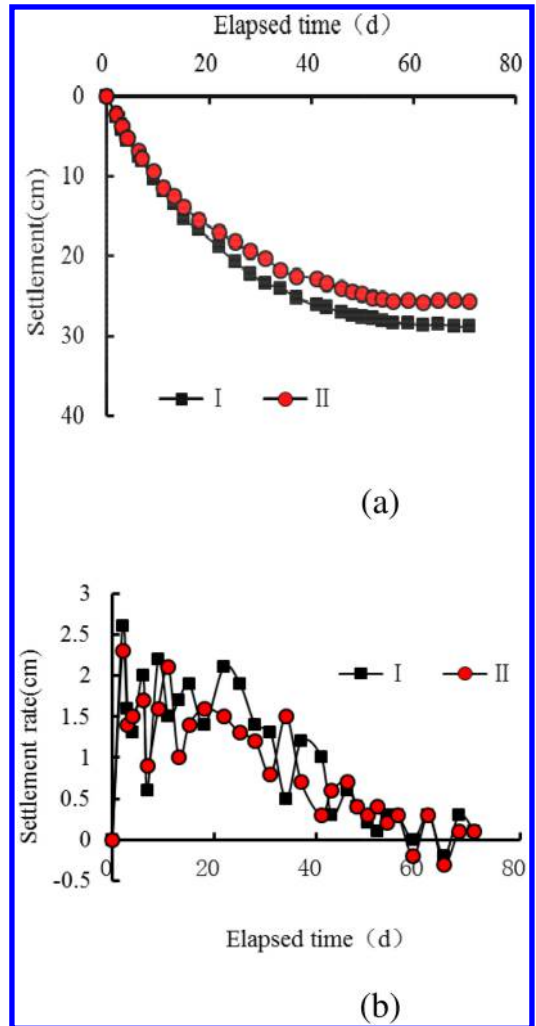 Elapsed time（d）
0 20 40 60 80
0
10
20
30
40
Settlement(cm)
I II
(a)
3
2.5
2
1.5
1
0.5
0
-0.5
Settlement rate(cm)
I II
0 20 40 60 80
Elapsed time（d）
(b)